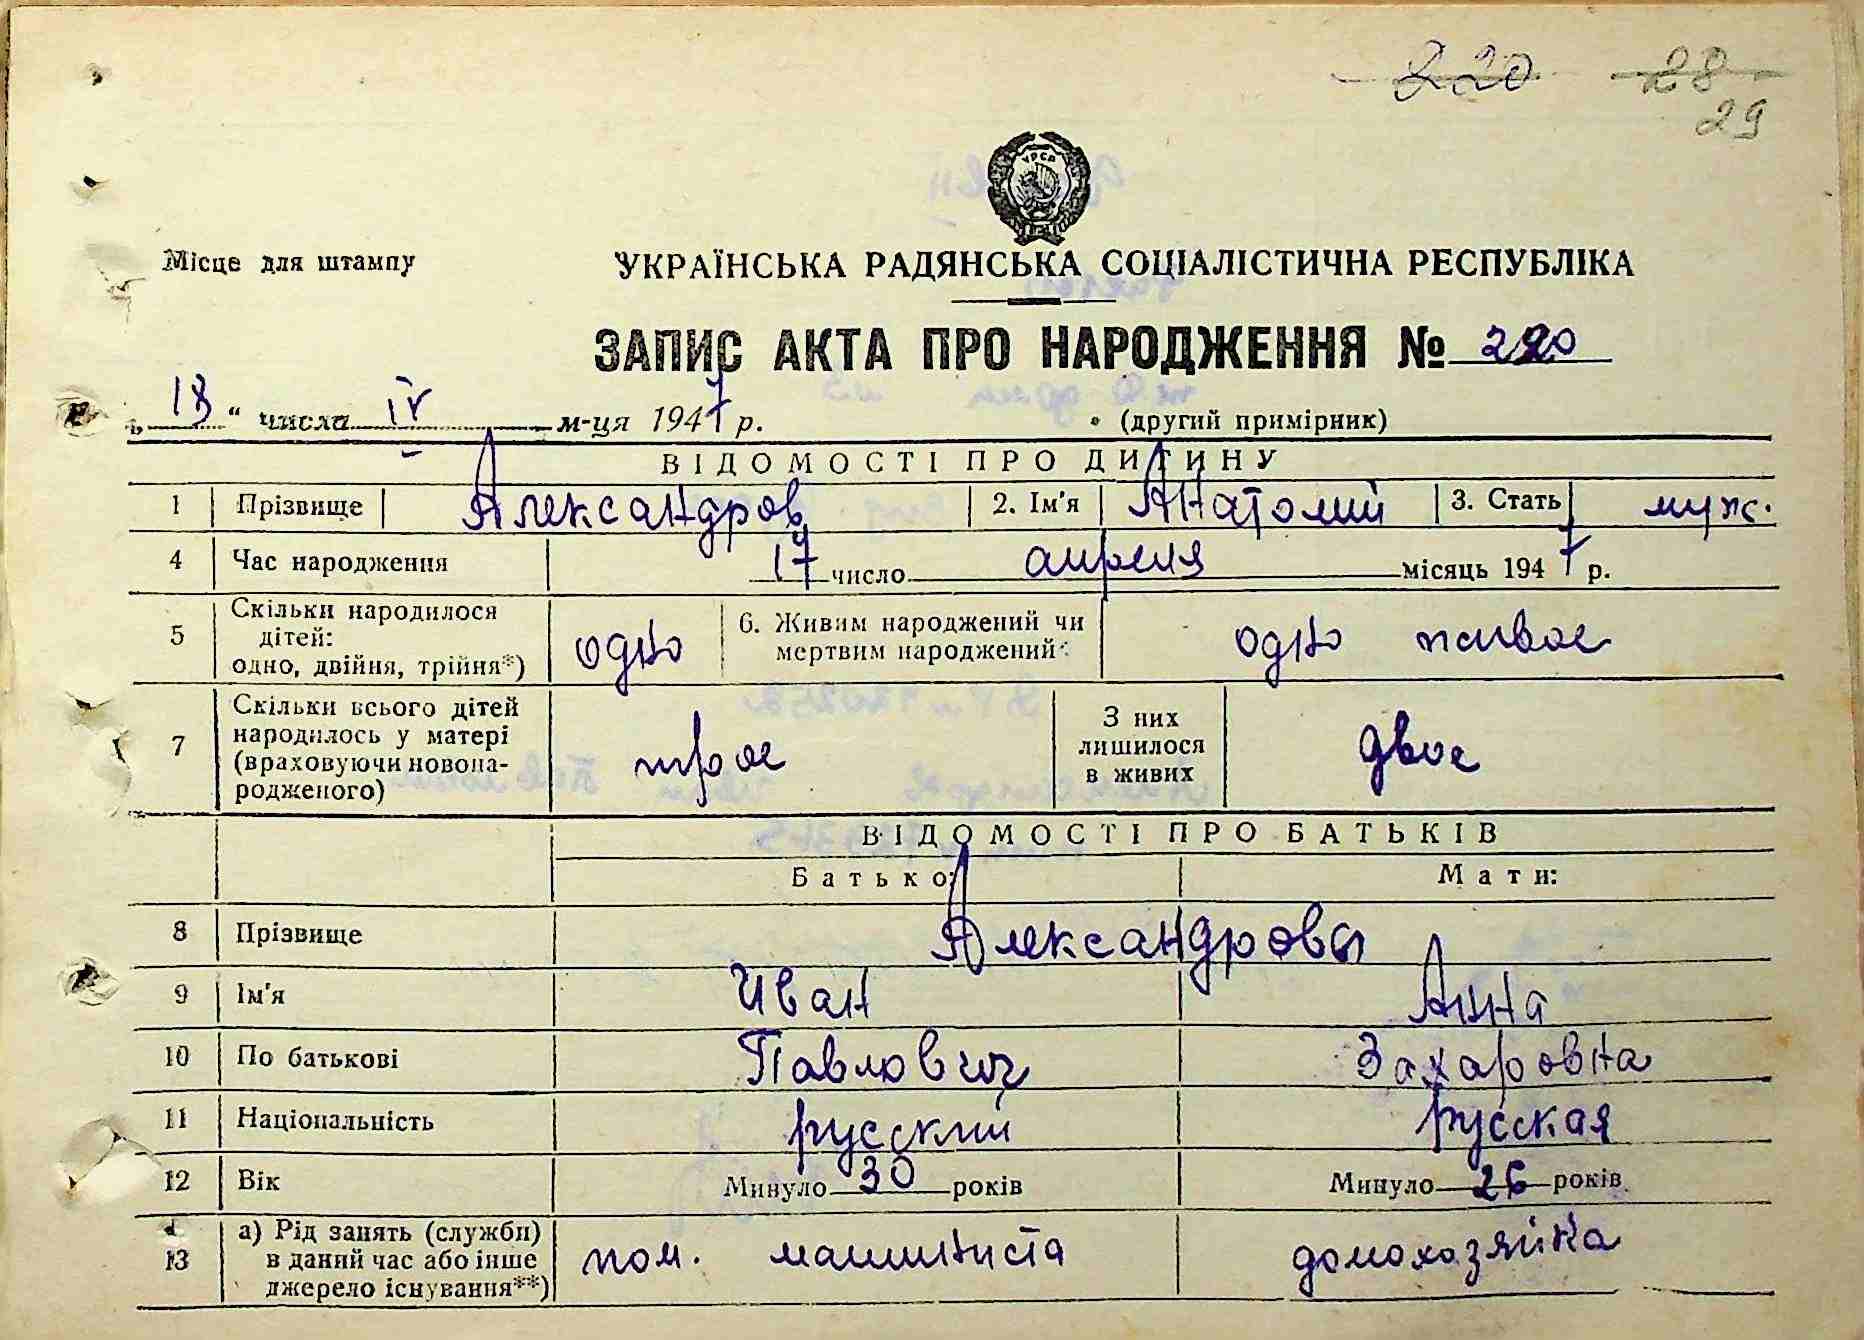 220 28
29
УРСР
Місце для штампу
УКРАЇНСЬКА РАДЯНСЬКА СОЦІАЛІСТИЧНА РЕСПУБЛІКА
ЗАПИС АКТА ПРО НАРОДЖЕННЯ № 220
„18“ числа IV м-ця 1947 р. (другий примірник)
ВІДОМОСТІ ПРО ДИТИНУ
1 Прізвище Александров 2. Ім'я Анатолий 3. Стать муж.
4 Час народження 17 число апреля місяць 1947 р.
5 Скільки народилося дітей: одно, двійня, трійня*) одно 6. Живим народжений чи мертвим народжений: одно живое
7 Скільки всього дітей народилось у матері (враховуючи новона-родженого) трое З них лишилося в живих двое
ВІДОМОСТІ ПРО БАТЬКІВ
Батько: Мати:
8 Прізвище Александровы
9 Ім'я Иван Анна
10 По батькові Павлович Захаровна
11 Національність русский русская
12 Вік Минуло 30 років Минуло 26 років
13 а) Рід занять (служби) в даний час або інше джерело існування**) пом. машиниста домохозяйка